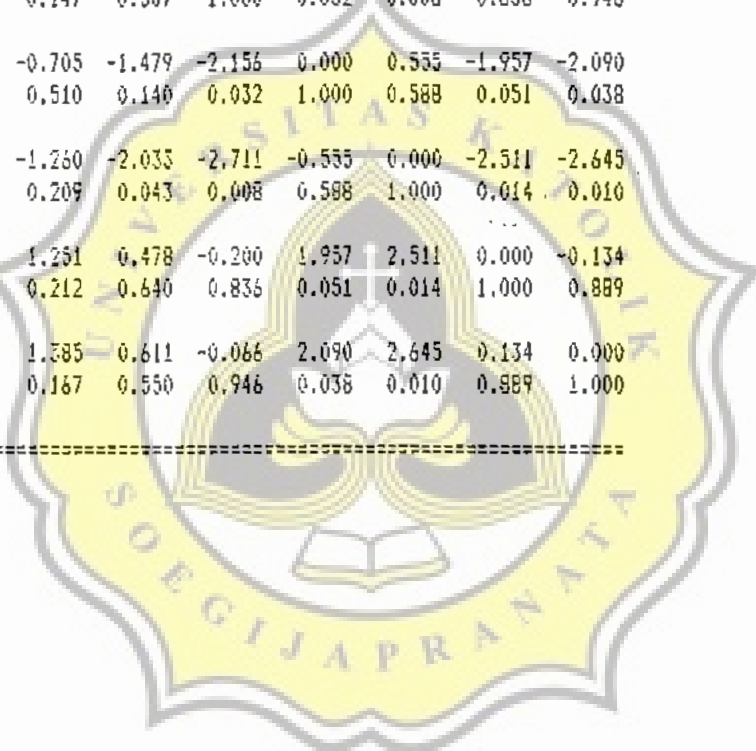 -0.705 -1.479 -2.156 0.000 0.555 -1.957 -2.090
0.510 0.140 0.032 1.000 0.588 0.051 0.038
-1.260 -2.033 -2.711 -0.555 0.000 -2.511 -2.645
0.209 0.043 0.008 0.588 1.000 0.014 0.010
1.251 0.478 -0.200 1.957 2.511 0.000 -0.134
0.212 0.640 0.836 0.051 0.014 1.000 0.889
1.385 0.611 -0.066 2.090 2.645 0.134 0.000
0.167 0.550 0.946 0.038 0.010 0.889 1.000
UNIVERSITAS KATOLIK
SOEGIJAPRANATA